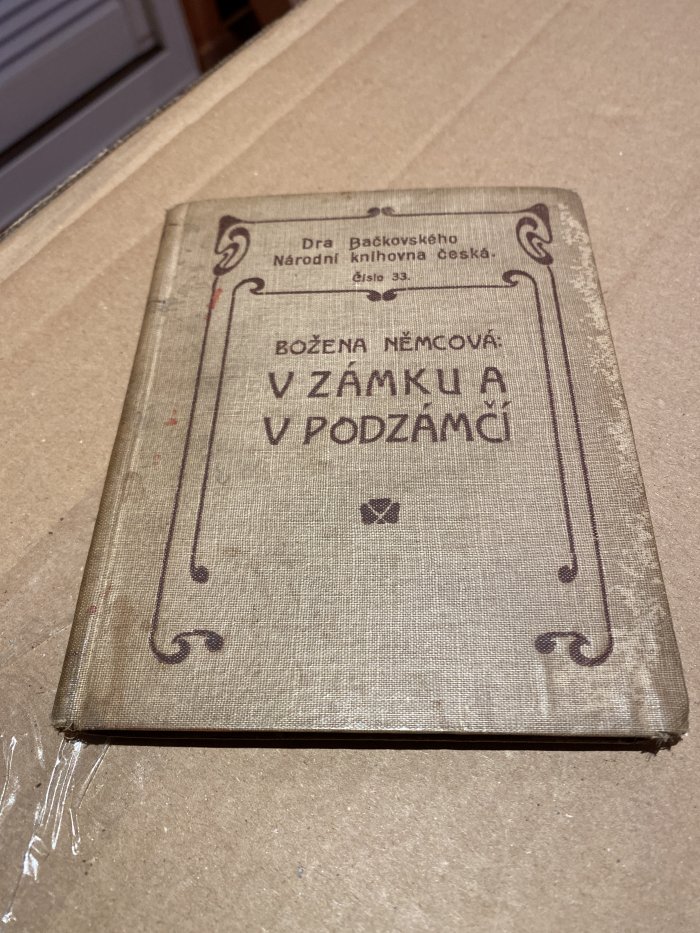 Dra Bačkovského
Národní knihovna česká.
Číslo 33.
BOŽENA NĚMCOVÁ:
V ZÁMKU A
V PODZÁMČÍ